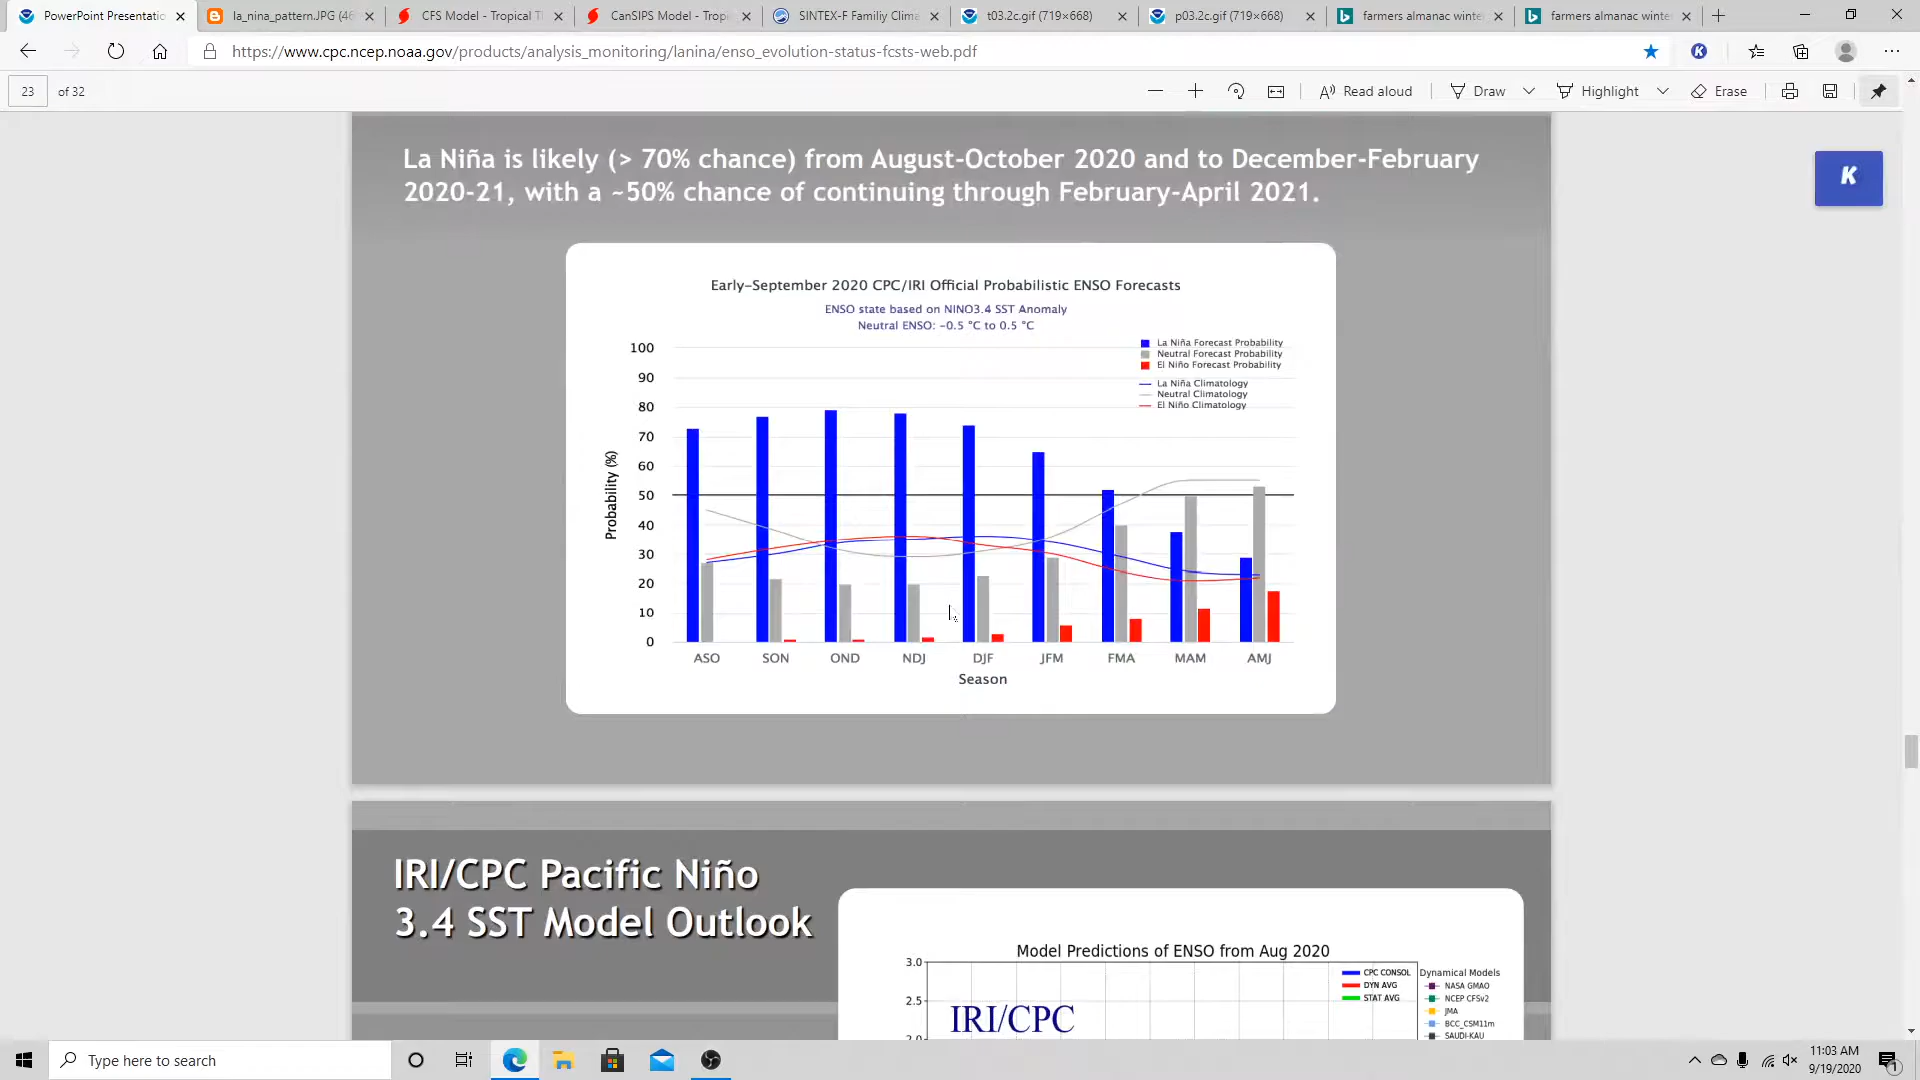 PowerPoint Presentatio
la_nina_pattern.JPG (46
CFS Model - Tropical T
CanSIPS Model - Tropi
SINTEX-F Familiy Clima
t03.2c.gif (719×668)
p03.2c.gif (719×668)
farmers almanac winte
farmers almanac winte
https://www.cpc.ncep.noaa.gov/products/analysis_monitoring/lanina/enso_evolution-status-fcsts-web.pdf
K
23 of 32
Read aloud
Draw
Highlight
Erase
La Niña is likely (> 70% chance) from August-October 2020 and to December-February
2020-21, with a ~50% chance of continuing through February-April 2021.
K
Early-September 2020 CPC/IRI Official Probabilistic ENSO Forecasts
ENSO state based on NINO3.4 SST Anomaly
Neutral ENSO: -0.5 °C to 0.5 °C
La Niña Forecast Probability
Neutral Forecast Probability
El Niño Forecast Probability
La Niña Climatology
Neutral Climatology
El Niño Climatology
Probability (%)
100
90
80
70
60
50
40
30
20
10
0
ASO SON OND NDJ DJF JFM FMA MAM AMJ
Season
IRI/CPC Pacific Niño
3.4 SST Model Outlook
Model Predictions of ENSO from Aug 2020
3.0
2.5
2.0
IRI/CPC
CPC CONSOL
DYN AVG
STAT AVG
Dynamical Models
NASA GMAO
NCEP CFSv2
JMA
BCC_CSM11m
SAUDI-KAU
Type here to search
11:03 AM
9/19/2020
1